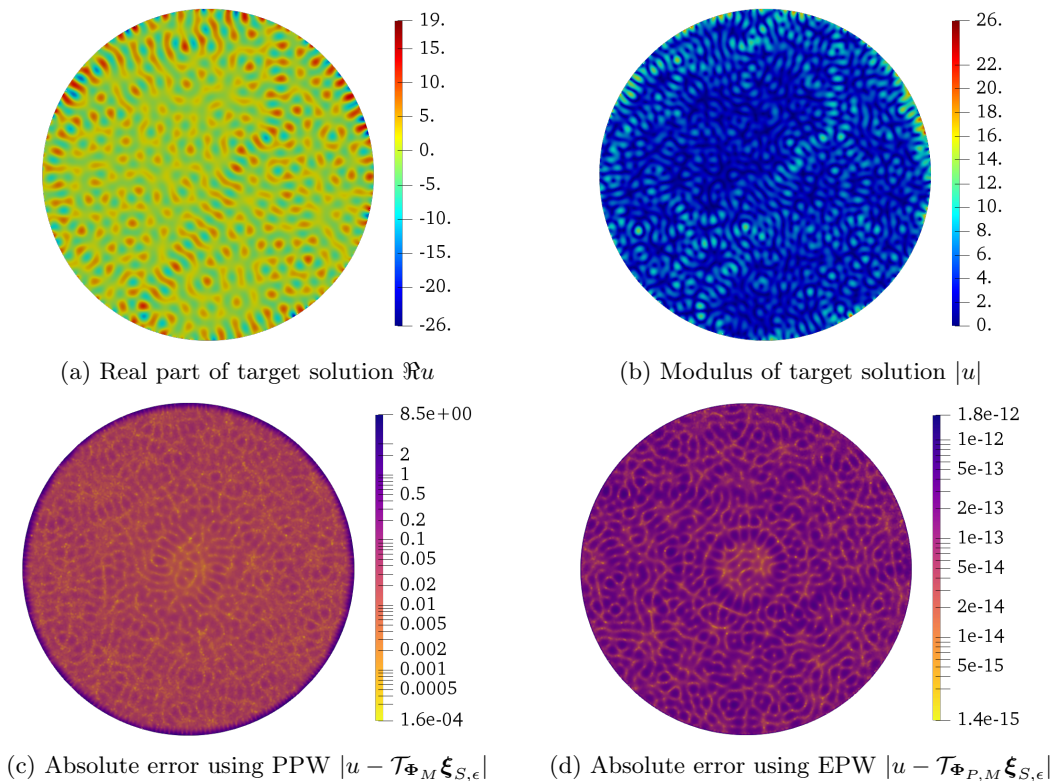 19.
15.
10.
5.
0.
-5.
-10.
-15.
-20.
-26.
26.
24.
22.
20.
18.
16.
14.
12.
10.
8.
6.
4.
2.
0.
(a) Real part of target solution ℜu
(b) Modulus of target solution |u|
8.5e+00
2
1
0.5
0.2
0.1
0.05
0.02
0.01
0.005
0.002
0.001
0.0005
1.6e-04
1.8e-12
1e-12
5e-13
2e-13
1e-13
5e-14
2e-14
1e-14
5e-15
1.4e-15
(c) Absolute error using PPW |u − 𝒯_{Φ_M} ξ_{S,ϵ}|
(d) Absolute error using EPW |u − 𝒯_{Φ_{P,M}} ξ_{S,ϵ}|